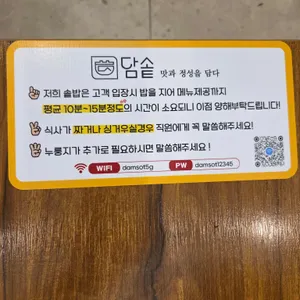 담솥 맛과 정성을 담다
저희 솥밥은 고객 입장시 밥을 지어 메뉴제공까지
평균 10분~15분정도의 시간이 소요되니 이점 양해부탁드립니다!
식사가 짜거나 싱거우실경우 직원에게 꼭 말씀해주세요!
누룽지가 추가로 필요하시면 말씀해주세요!
WIFI damsot5g PW damsot12345